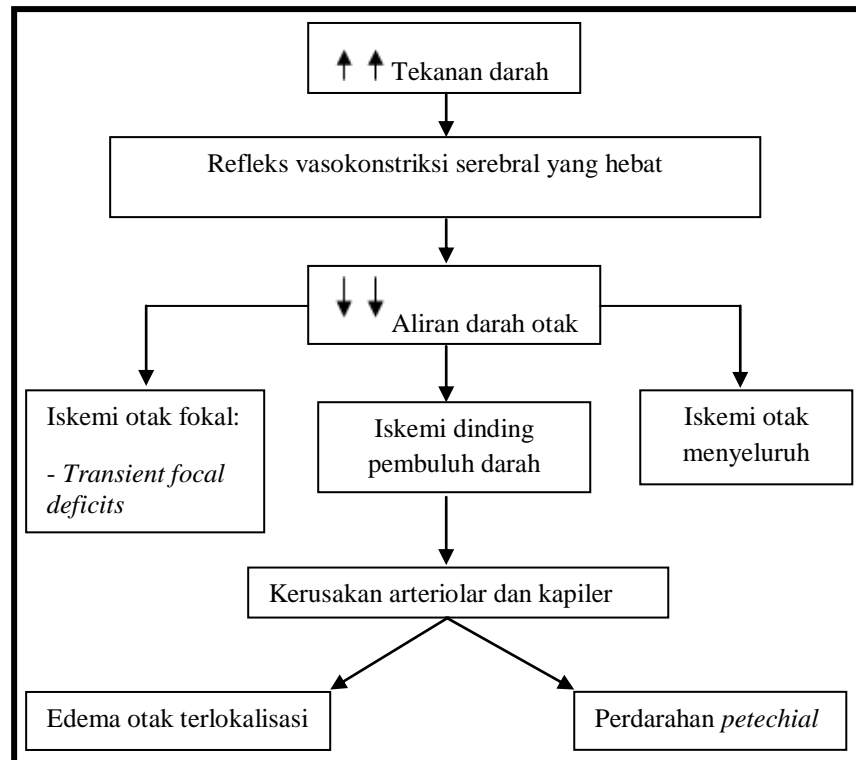 ↑ ↑ Tekanan darah
Refleks vasokonstriksi serebral yang hebat
↓ ↓ Aliran darah otak
Iskemi otak fokal:
- Transient focal
deficits
Iskemi dinding
pembuluh darah
Iskemi otak
menyeluruh
Kerusakan arteriolar dan kapiler
Edema otak terlokalisasi
Perdarahan petechial